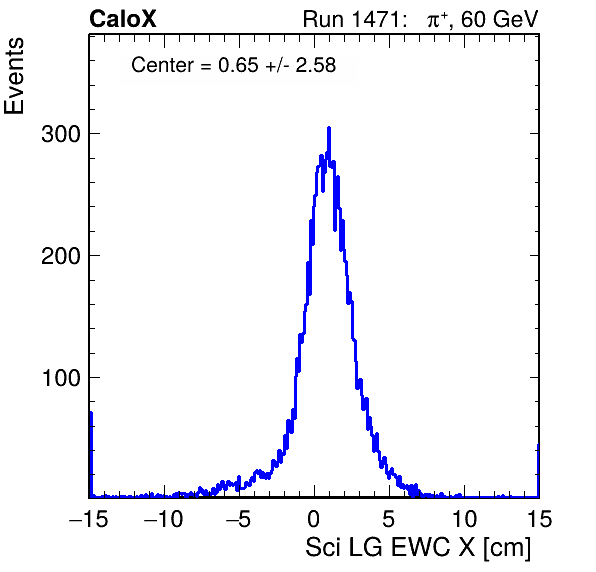 CaloX Run 1471: π⁺, 60 GeV
Events
Center = 0.65 +/- 2.58
300
200
100
−15 −10 −5 0 5 10 15
Sci LG EWC X [cm]